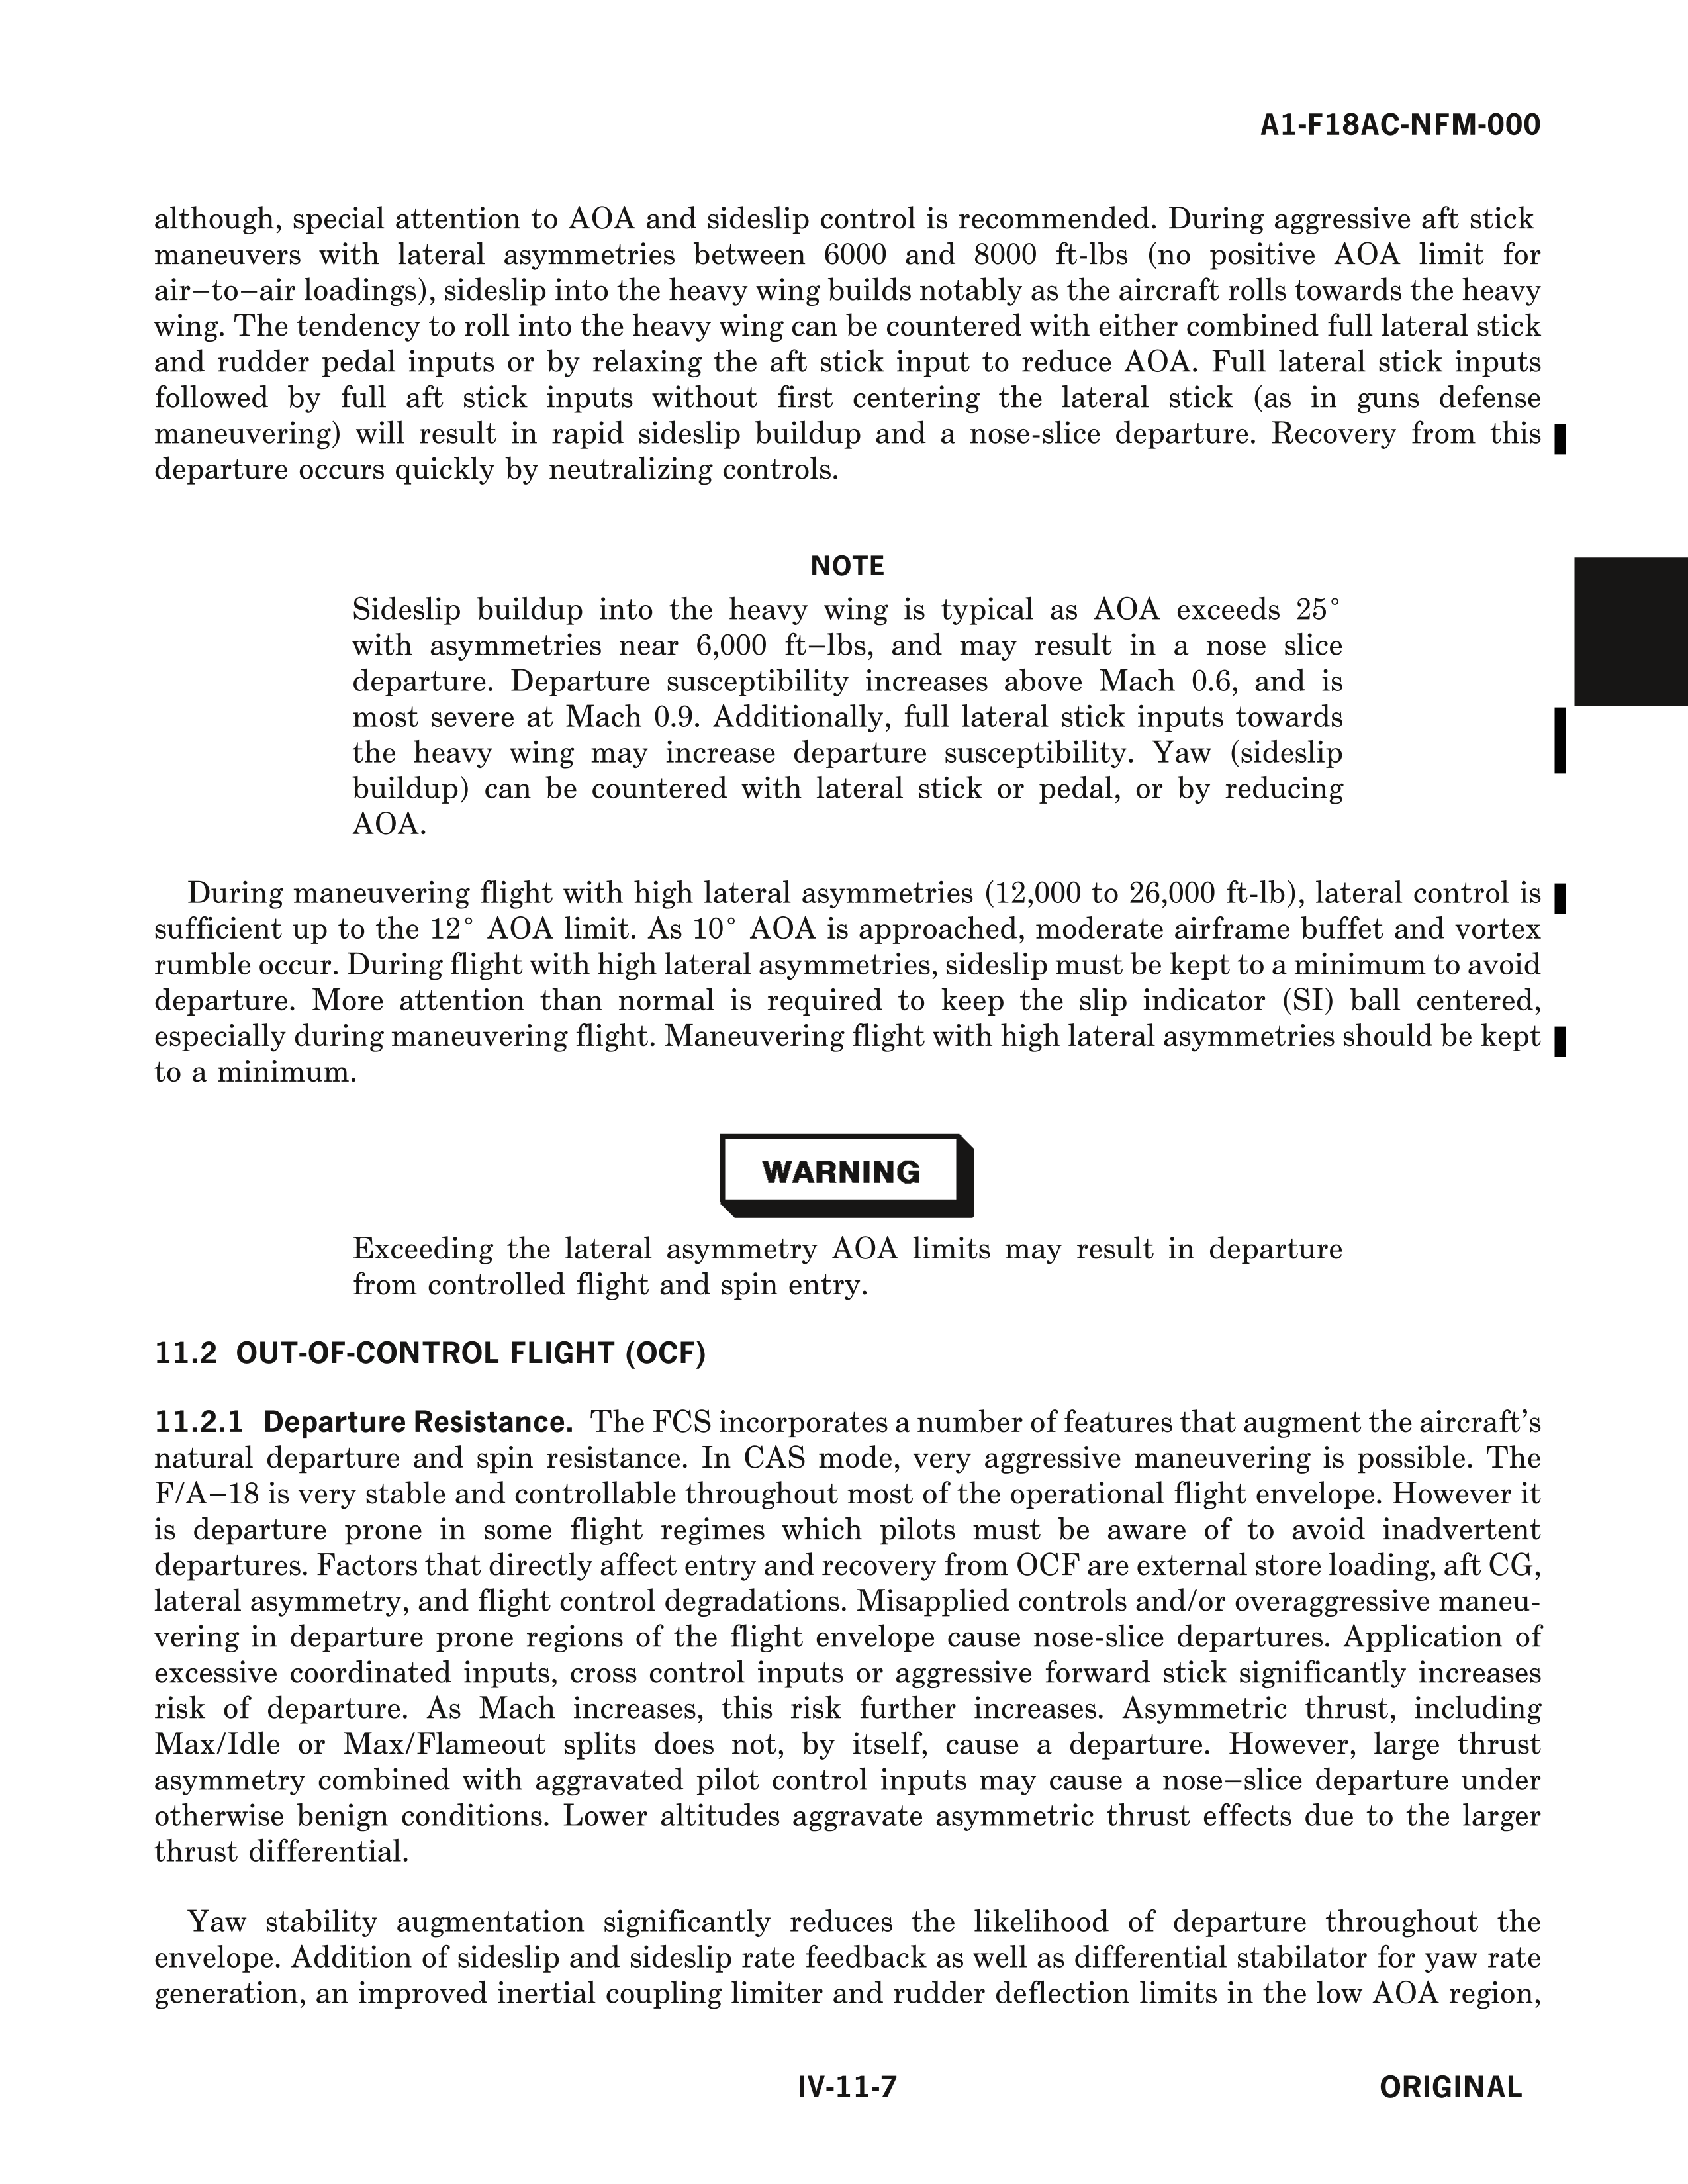 A1-F18AC-NFM-000
although, special attention to AOA and sideslip control is recommended. During aggressive aft stick
maneuvers with lateral asymmetries between 6000 and 8000 ft-lbs (no positive AOA limit for
air−to−air loadings), sideslip into the heavy wing builds notably as the aircraft rolls towards the heavy
wing. The tendency to roll into the heavy wing can be countered with either combined full lateral stick
and rudder pedal inputs or by relaxing the aft stick input to reduce AOA. Full lateral stick inputs
followed by full aft stick inputs without first centering the lateral stick (as in guns defense
maneuvering) will result in rapid sideslip buildup and a nose-slice departure. Recovery from this
departure occurs quickly by neutralizing controls.
NOTE
Sideslip buildup into the heavy wing is typical as AOA exceeds 25°
with asymmetries near 6,000 ft−lbs, and may result in a nose slice
departure. Departure susceptibility increases above Mach 0.6, and is
most severe at Mach 0.9. Additionally, full lateral stick inputs towards
the heavy wing may increase departure susceptibility. Yaw (sideslip
buildup) can be countered with lateral stick or pedal, or by reducing
AOA.
During maneuvering flight with high lateral asymmetries (12,000 to 26,000 ft-lb), lateral control is
sufficient up to the 12° AOA limit. As 10° AOA is approached, moderate airframe buffet and vortex
rumble occur. During flight with high lateral asymmetries, sideslip must be kept to a minimum to avoid
departure. More attention than normal is required to keep the slip indicator (SI) ball centered,
especially during maneuvering flight. Maneuvering flight with high lateral asymmetries should be kept
to a minimum.
WARNING
Exceeding the lateral asymmetry AOA limits may result in departure
from controlled flight and spin entry.
11.2 OUT-OF-CONTROL FLIGHT (OCF)
11.2.1 Departure Resistance. The FCS incorporates a number of features that augment the aircraft's
natural departure and spin resistance. In CAS mode, very aggressive maneuvering is possible. The
F/A−18 is very stable and controllable throughout most of the operational flight envelope. However it
is departure prone in some flight regimes which pilots must be aware of to avoid inadvertent
departures. Factors that directly affect entry and recovery from OCF are external store loading, aft CG,
lateral asymmetry, and flight control degradations. Misapplied controls and/or overaggressive maneu-
vering in departure prone regions of the flight envelope cause nose-slice departures. Application of
excessive coordinated inputs, cross control inputs or aggressive forward stick significantly increases
risk of departure. As Mach increases, this risk further increases. Asymmetric thrust, including
Max/Idle or Max/Flameout splits does not, by itself, cause a departure. However, large thrust
asymmetry combined with aggravated pilot control inputs may cause a nose−slice departure under
otherwise benign conditions. Lower altitudes aggravate asymmetric thrust effects due to the larger
thrust differential.
Yaw stability augmentation significantly reduces the likelihood of departure throughout the
envelope. Addition of sideslip and sideslip rate feedback as well as differential stabilator for yaw rate
generation, an improved inertial coupling limiter and rudder deflection limits in the low AOA region,
IV-11-7
ORIGINAL